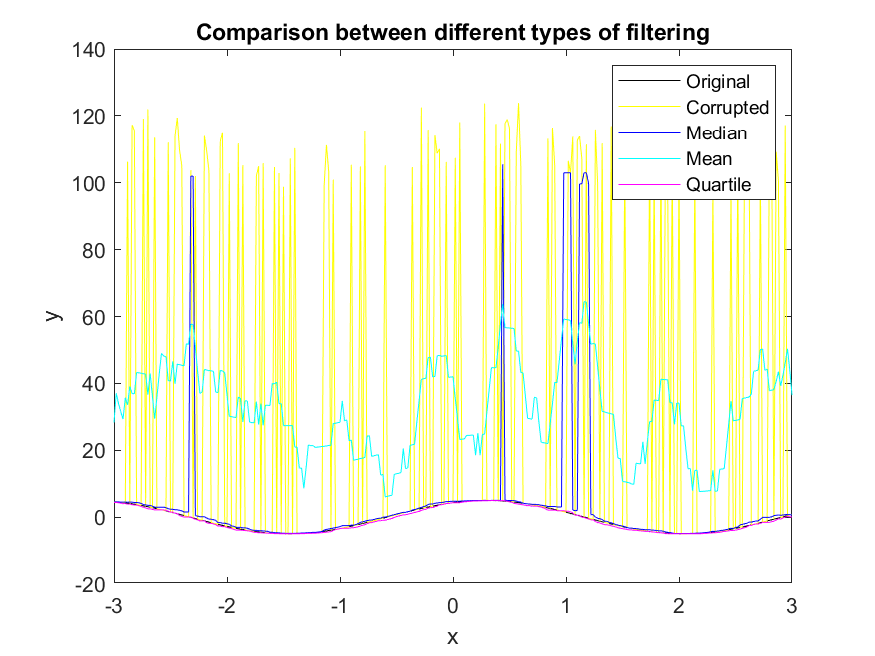 Comparison between different types of filtering
140
120
100
80
60
40
20
0
-20
y
-3
-2
-1
0
1
2
3
x
Original
Corrupted
Median
Mean
Quartile